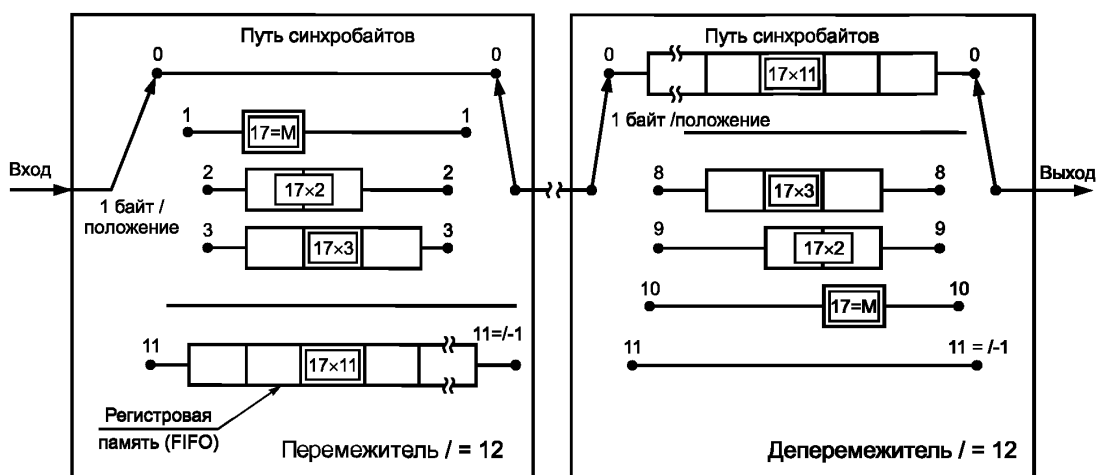 Путь синхробайтов
0
0
1
17=М
1
Вход
2
17×2
2
1 байт /
положение
3
17×3
3
11
17×11
11=/-1
Регистровая
память (FIFO)
Перемежитель / = 12
Путь синхробайтов
0
17×11
0
1 байт /положение
8
17×3
8
Выход
9
17×2
9
10
17=М
10
11
11 = /-1
Деперемежитель / = 12